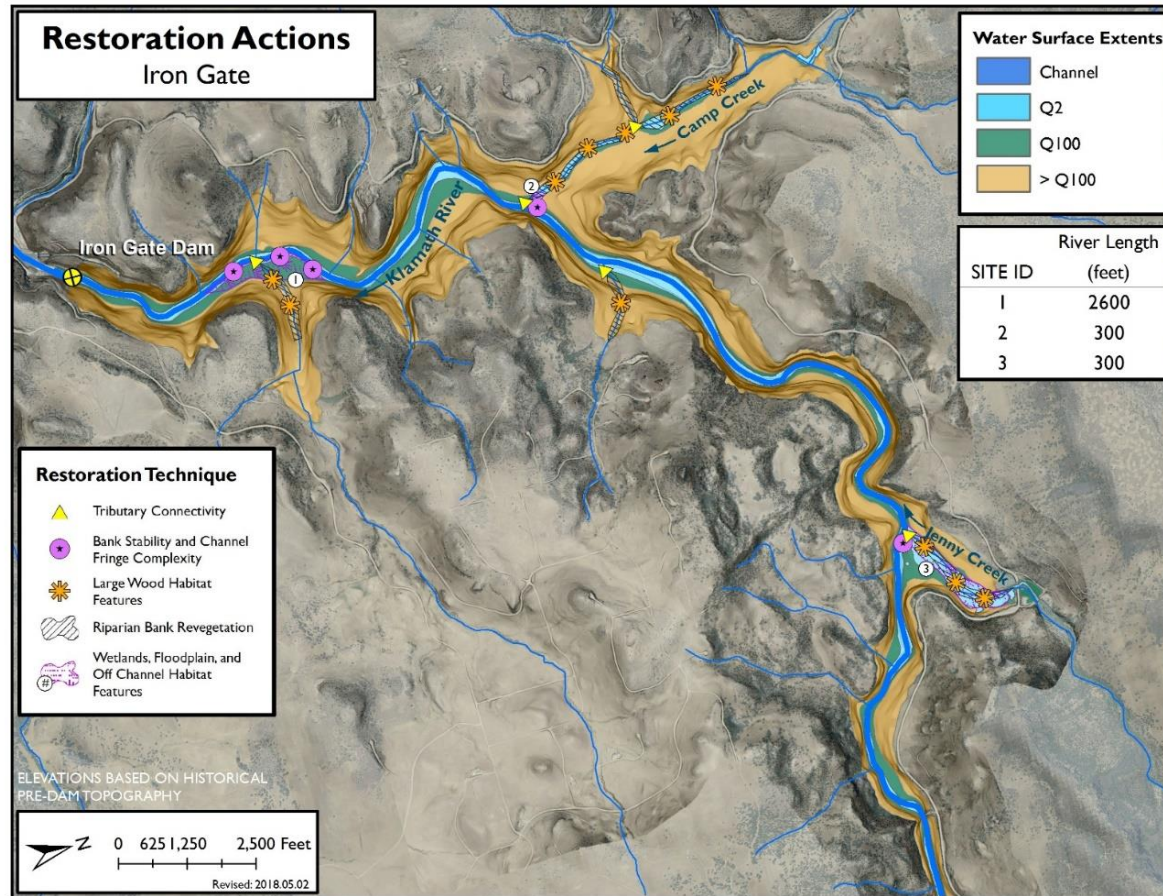 Restoration Actions
Iron Gate
Water Surface Extents
Channel
Q2
Q100
> Q100
River Length
SITE ID (feet)
1 2600
2 300
3 300
Camp Creek
2
Klamath River
Iron Gate Dam
1
Jenny Creek
3
Restoration Technique
Tributary Connectivity
Bank Stability and Channel
Fringe Complexity
Large Wood Habitat
Features
Riparian Bank Revegetation
Wetlands, Floodplain, and
Off Channel Habitat
Features
#
ELEVATIONS BASED ON HISTORICAL
PRE-DAM TOPOGRAPHY
Z
0 625 1,250 2,500 Feet
Revised: 2018.05.02